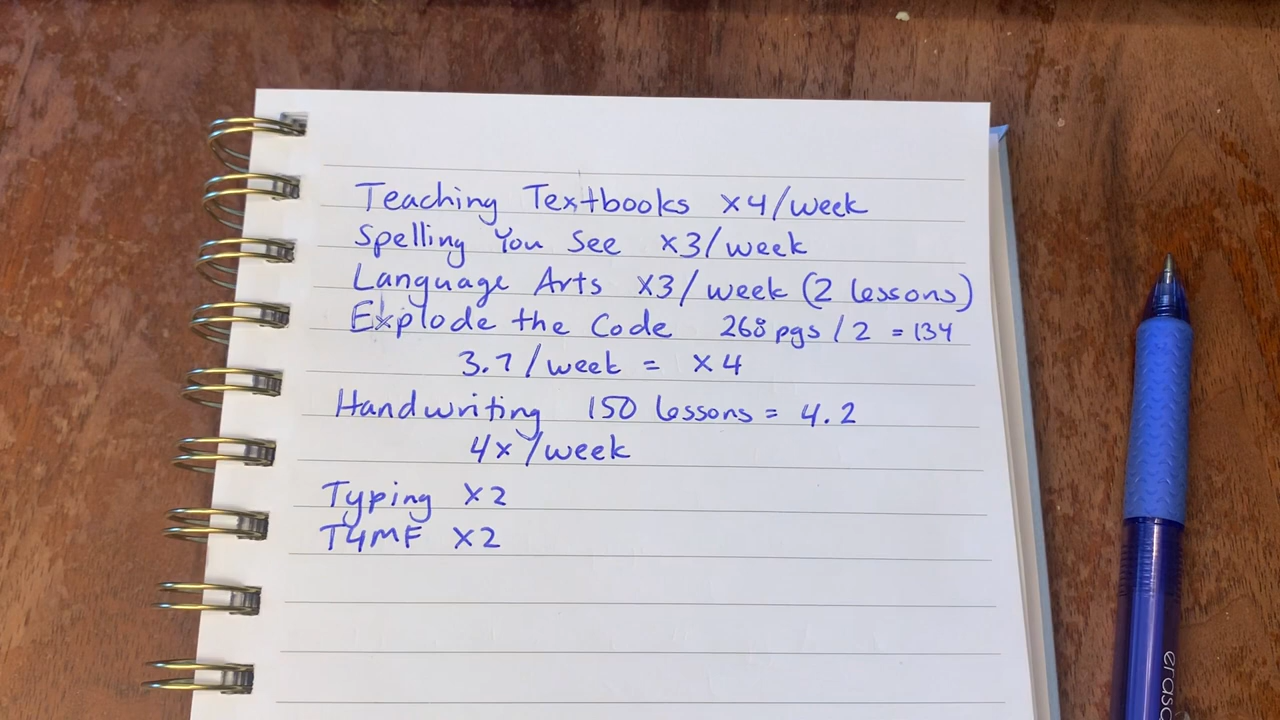 Teaching Textbooks x4/week
Spelling You See x3/week
Language Arts x3/week (2 lessons)
Explode the Code 268 pgs/2 = 134
3.7/week = x4
Handwriting 150 lessons = 4.2
4x/week
Typing x2
T4MF x2
erase